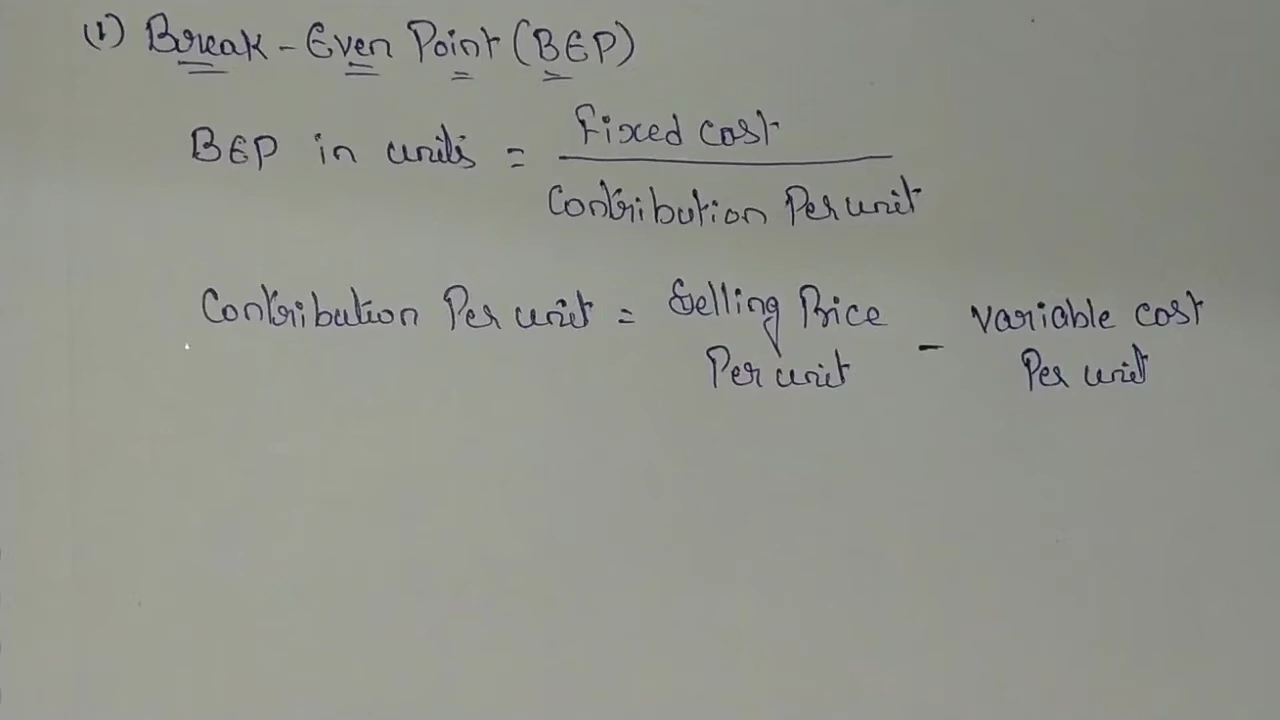 (1) Break-Even Point (BEP)
BEP in units = Fixed cost
Contribution Per unit
Contribution Per unit = Selling Price Per unit - variable cost Per unit